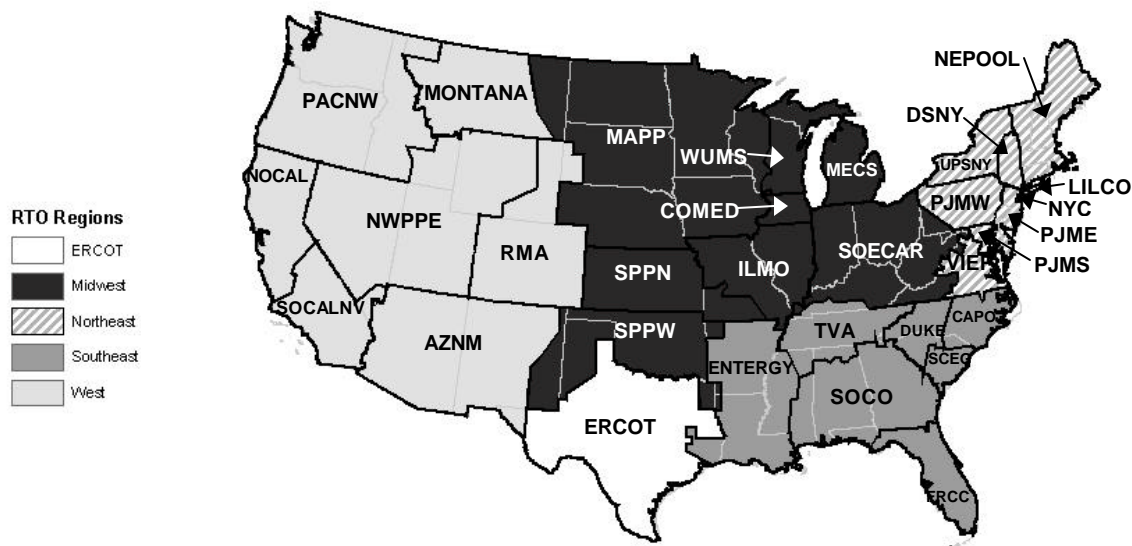 NEPOOL
DSNY
PACNW
MONTANA
MAPP
WUMS
UPSNY
MECS
NOCAL
LILCO
PJMW
NYC
COMED
RTO Regions
NWPPE
PJME
ERCOT
RMA
SOECAR
VIEP
PJMS
SPPN
ILMO
Midwest
SOCALNV
CAPO
Northeast
SPPW
TVA
DUKE
AZNM
SCEG
Southeast
ENTERGY
SOCO
West
ERCOT
FRCC